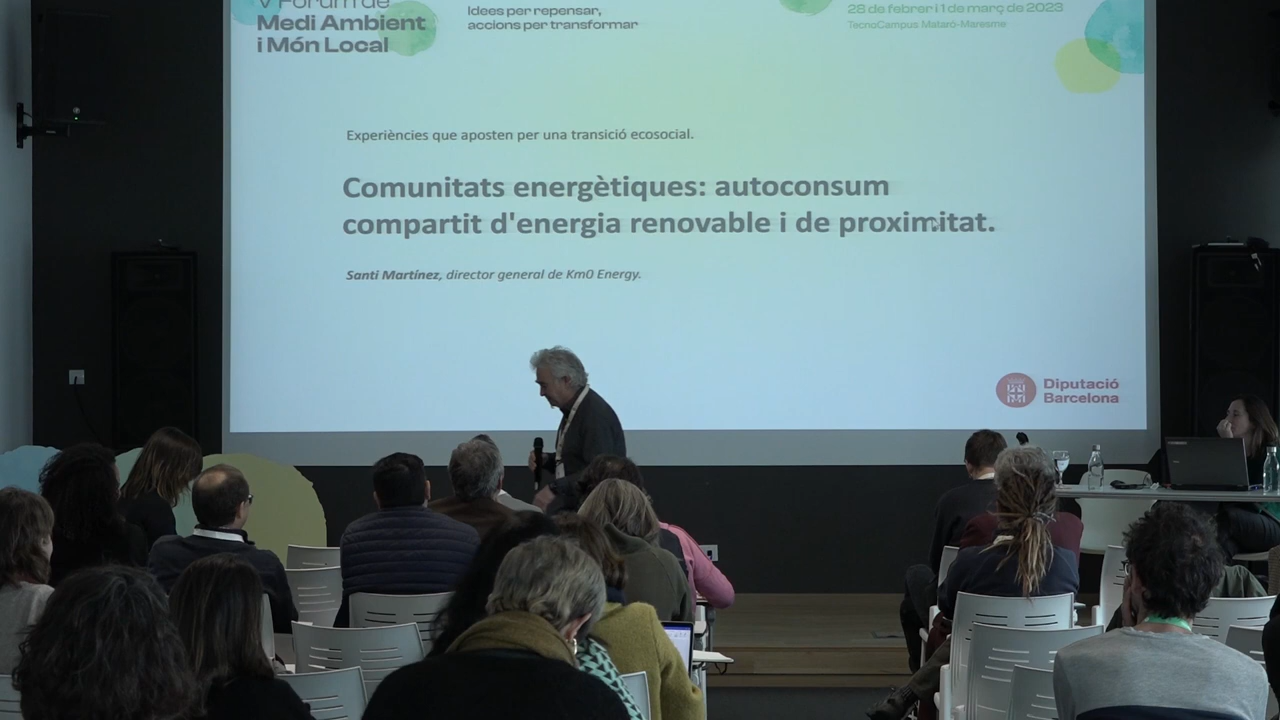 V Fòrum de
Medi Ambient
i Món Local
Idees per repensar,
accions per transformar
28 de febrer i 1 de març de 2023
TecnoCampus Mataró-Maresme
Experiències que aposten per una transició ecosocial.
Comunitats energètiques: autoconsum
compartit d'energia renovable i de proximitat.
Santi Martínez, director general de Km0 Energy.
Diputació
Barcelona